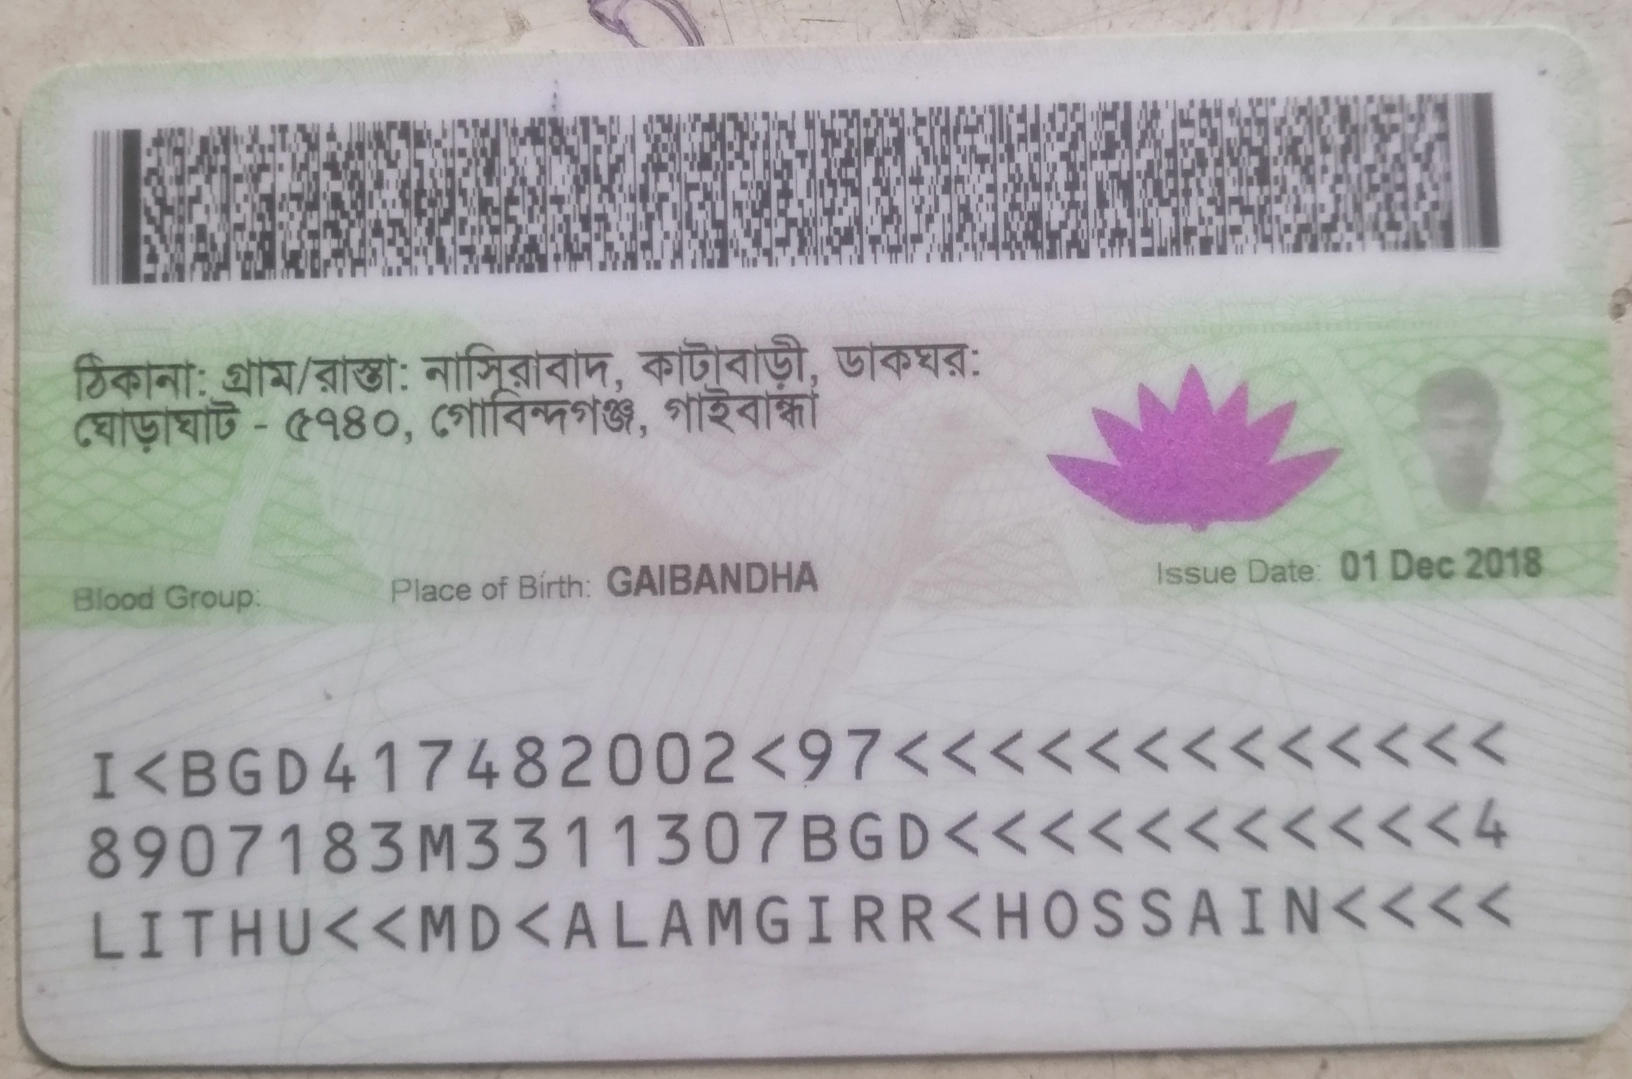 ঠিকানা: গ্রাম/রাস্তা: নাসিরাবাদ, কাটাবাড়ী, ডাকঘর:
ঘোড়াঘাট - ৫৭৪০, গোবিন্দগঞ্জ, গাইবান্ধা
Blood Group: Place of Birth: GAIBANDHA Issue Date: 01 Dec 2018
I<BGD417482002<97<<<<<<<<<<<<<
8907183M3311307BGD<<<<<<<<<<<4
LITHU<<MD<ALAMGIRR<HOSSAIN<<<<